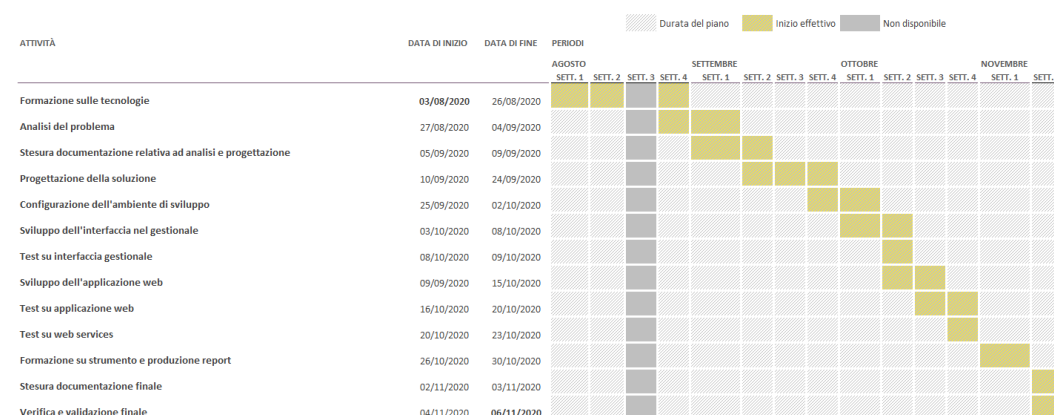 Durata del piano Inizio effettivo Non disponibile
ATTIVITÀ DATA DI INIZIO DATA DI FINE PERIODI
AGOSTO SETTEMBRE OTTOBRE NOVEMBRE
SETT. 1 SETT. 2 SETT. 3 SETT. 4 SETT. 1 SETT. 2 SETT. 3 SETT. 4 SETT. 1 SETT. 2 SETT. 3 SETT. 4 SETT. 1 SETT.
Formazione sulle tecnologie 03/08/2020 26/08/2020
Analisi del problema 27/08/2020 04/09/2020
Stesura documentazione relativa ad analisi e progettazione 05/09/2020 09/09/2020
Progettazione della soluzione 10/09/2020 24/09/2020
Configurazione dell'ambiente di sviluppo 25/09/2020 02/10/2020
Sviluppo dell'interfaccia nel gestionale 03/10/2020 08/10/2020
Test su interfaccia gestionale 08/10/2020 09/10/2020
Sviluppo dell'applicazione web 09/09/2020 15/10/2020
Test su applicazione web 16/10/2020 20/10/2020
Test su web services 20/10/2020 23/10/2020
Formazione su strumento e produzione report 26/10/2020 30/10/2020
Stesura documentazione finale 02/11/2020 03/11/2020
Verifica e validazione finale 04/11/2020 06/11/2020